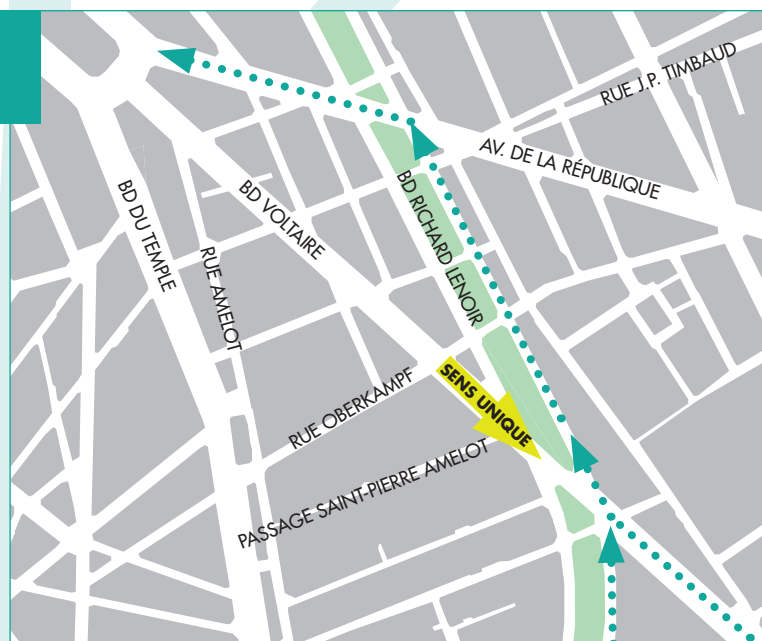 RUE J.P. TIMBAUD
AV. DE LA RÉPUBLIQUE
BD RICHARD LENOIR
BD VOLTAIRE
BD DU TEMPLE
RUE AMELOT
SENS UNIQUE
RUE OBERKAMPF
PASSAGE SAINT-PIERRE AMELOT